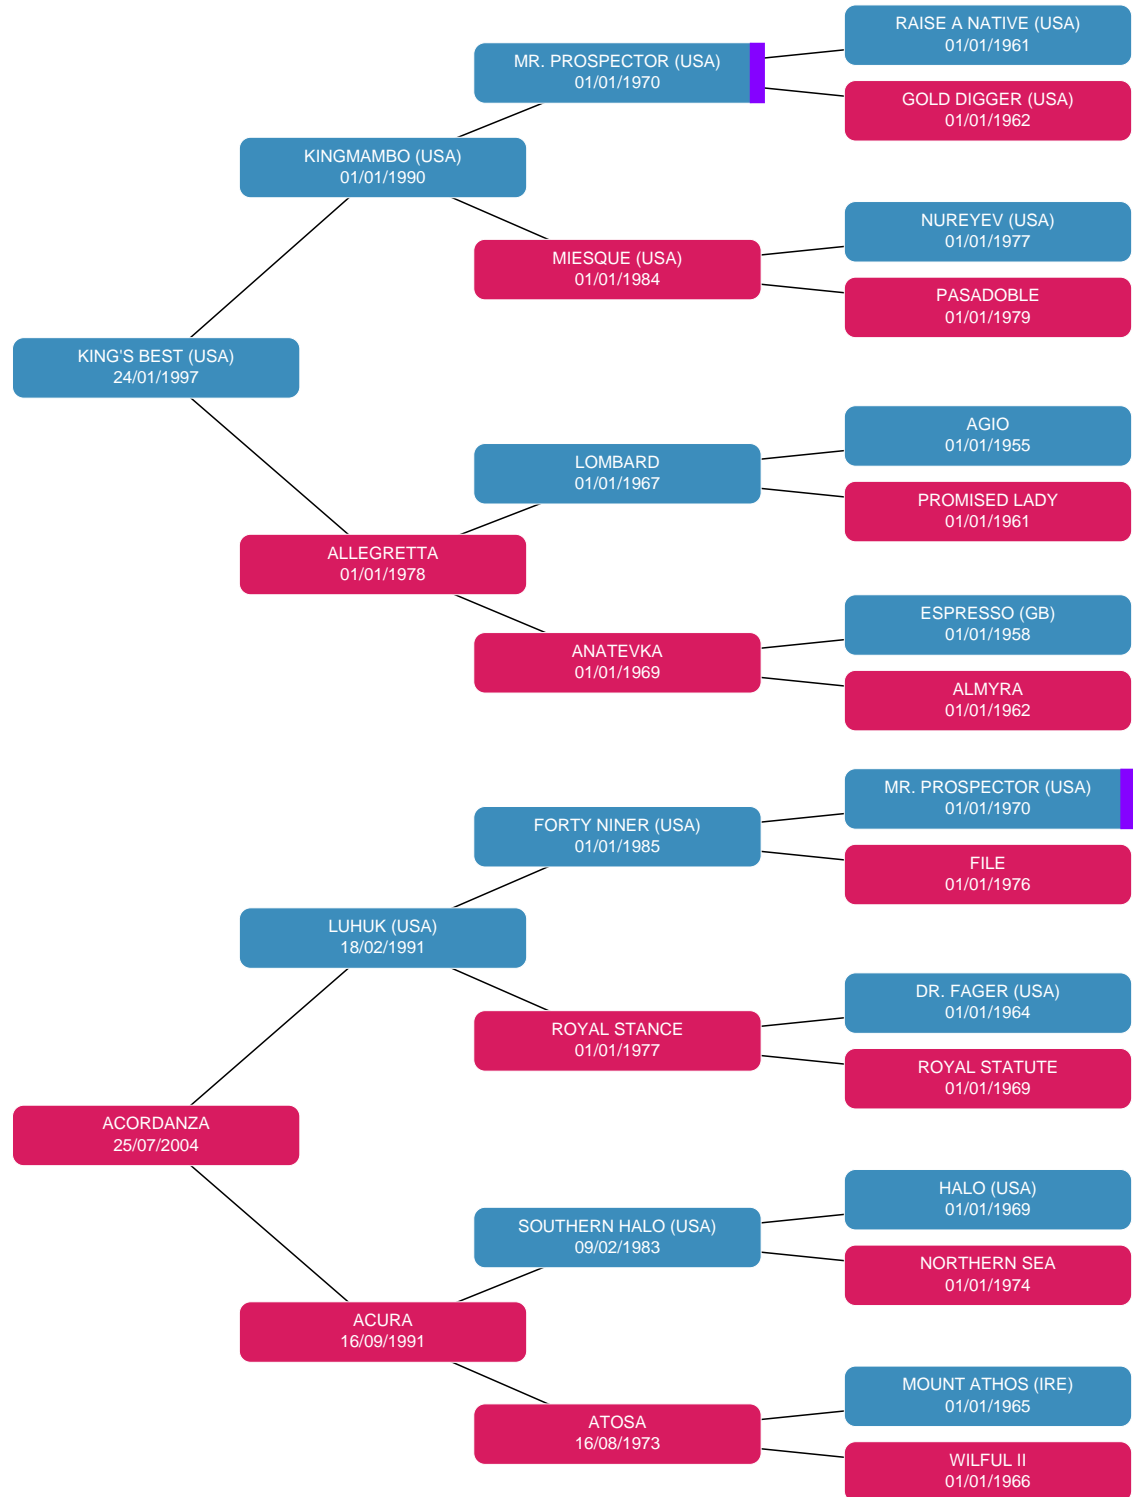 RAISE A NATIVE (USA)
01/01/1961
MR. PROSPECTOR (USA)
01/01/1970
GOLD DIGGER (USA)
01/01/1962
KINGMAMBO (USA)
01/01/1990
NUREYEV (USA)
01/01/1977
MIESQUE (USA)
01/01/1984
PASADOBLE
01/01/1979
KING'S BEST (USA)
24/01/1997
AGIO
01/01/1955
LOMBARD
01/01/1967
PROMISED LADY
01/01/1961
ALLEGRETTA
01/01/1978
ESPRESSO (GB)
01/01/1958
ANATEVKA
01/01/1969
ALMYRA
01/01/1962
MR. PROSPECTOR (USA)
01/01/1970
FORTY NINER (USA)
01/01/1985
FILE
01/01/1976
LUHUK (USA)
18/02/1991
DR. FAGER (USA)
01/01/1964
ROYAL STANCE
01/01/1977
ROYAL STATUTE
01/01/1969
ACORDANZA
25/07/2004
HALO (USA)
01/01/1969
SOUTHERN HALO (USA)
09/02/1983
NORTHERN SEA
01/01/1974
ACURA
16/09/1991
MOUNT ATHOS (IRE)
01/01/1965
ATOSA
16/08/1973
WILFUL II
01/01/1966